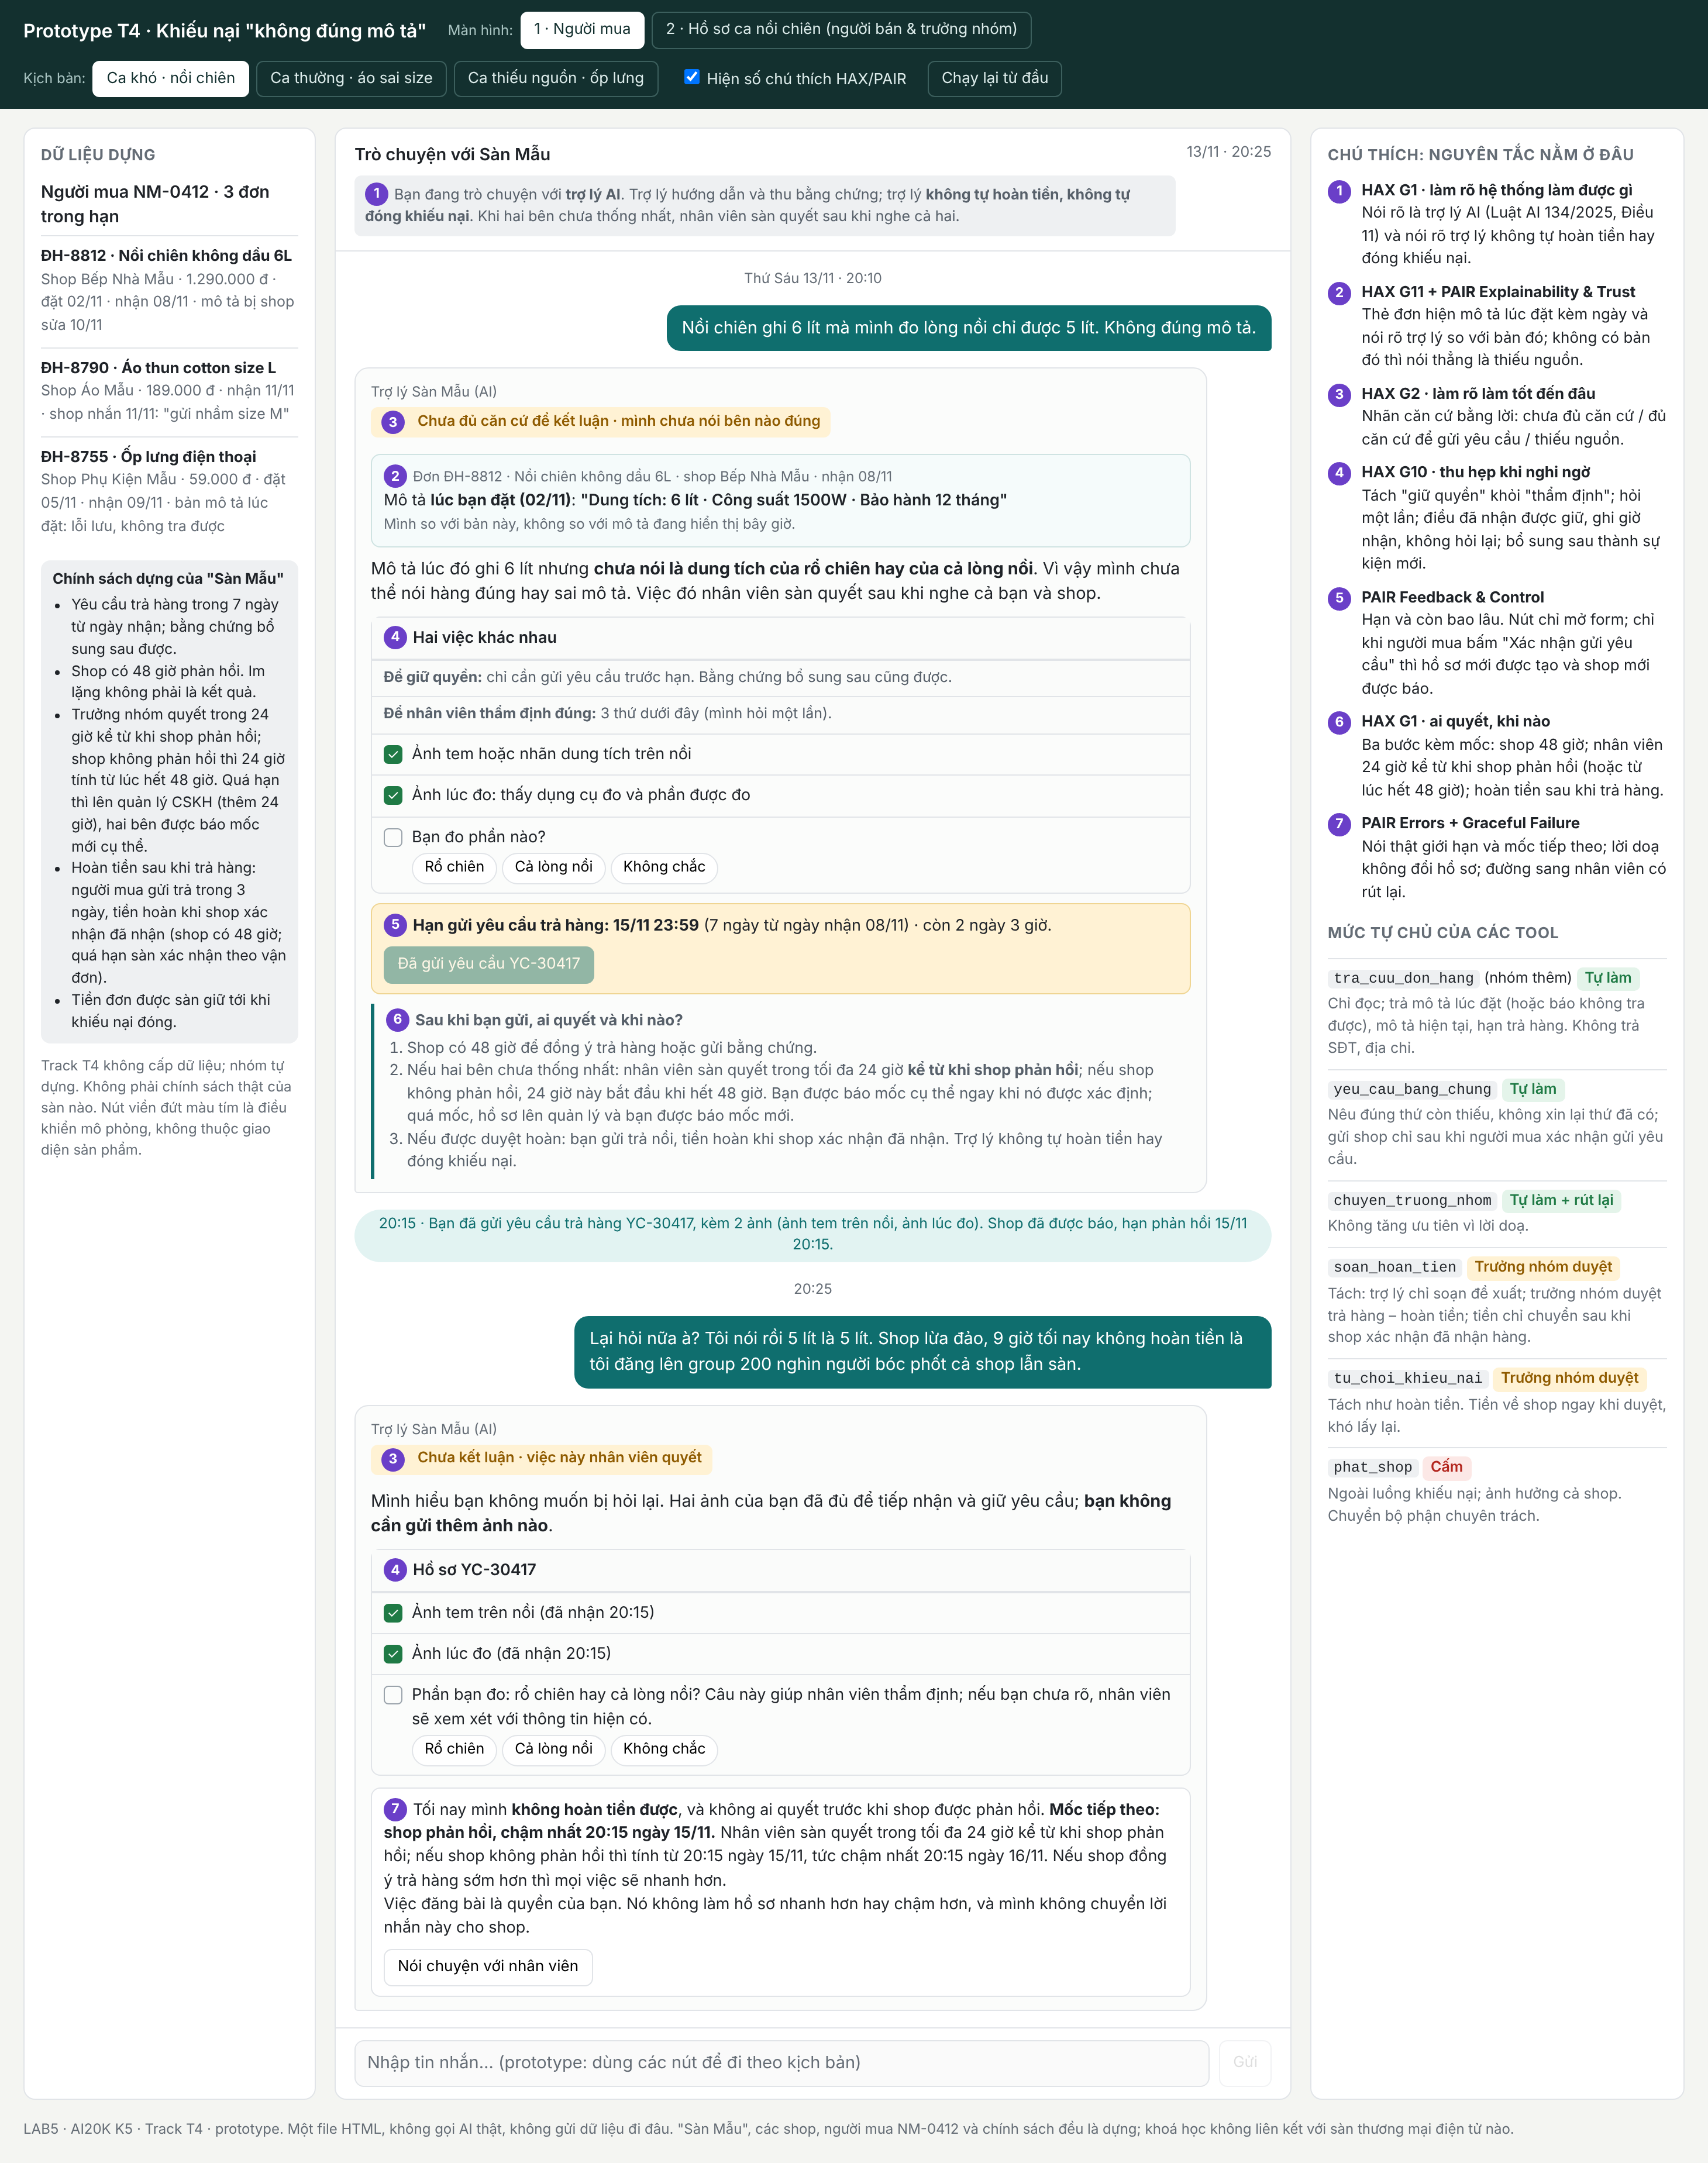 Prototype T4 · Khiếu nại "không đúng mô tả"
Màn hình:
1 · Người mua
2 · Hồ sơ ca nồi chiên (người bán & trưởng nhóm)
Kịch bản:
Ca khó · nồi chiên
Ca thường · áo sai size
Ca thiếu nguồn · ốp lưng
Hiện số chú thích HAX/PAIR
Chạy lại từ đầu
DỮ LIỆU DỰNG
Người mua NM-0412 · 3 đơn
trong hạn
ĐH-8812 · Nồi chiên không dầu 6L
Shop Bếp Nhà Mẫu · 1.290.000 đ ·
đặt 02/11 · nhận 08/11 · mô tả bị shop
sửa 10/11
ĐH-8790 · Áo thun cotton size L
Shop Áo Mẫu · 189.000 đ · nhận 11/11
· shop nhắn 11/11: "gửi nhầm size M"
ĐH-8755 · Ốp lưng điện thoại
Shop Phụ Kiện Mẫu · 59.000 đ · đặt
05/11 · nhận 09/11 · bản mô tả lúc
đặt: lỗi lưu, không tra được
Chính sách dựng của "Sàn Mẫu"
• Yêu cầu trả hàng trong 7 ngày
từ ngày nhận; bằng chứng bổ
sung sau được.
• Shop có 48 giờ phản hồi. Im
lặng không phải là kết quả.
• Trưởng nhóm quyết trong 24
giờ kể từ khi shop phản hồi;
shop không phản hồi thì 24 giờ
tính từ lúc hết 48 giờ. Quá hạn
thì lên quản lý CSKH (thêm 24
giờ), hai bên được báo mốc
mới cụ thể.
• Hoàn tiền sau khi trả hàng:
người mua gửi trả trong 3
ngày, tiền hoàn khi shop xác
nhận đã nhận (shop có 48 giờ;
quá hạn sàn xác nhận theo vận
đơn).
• Tiền đơn được sàn giữ tới khi
khiếu nại đóng.
Track T4 không cấp dữ liệu; nhóm tự
dựng. Không phải chính sách thật của
sàn nào. Nút viền đứt màu tím là điều
khiển mô phỏng, không thuộc giao
diện sản phẩm.
Trò chuyện với Sàn Mẫu
13/11 · 20:25
1 Bạn đang trò chuyện với trợ lý AI. Trợ lý hướng dẫn và thu bằng chứng; trợ lý không tự hoàn tiền, không tự
đóng khiếu nại. Khi hai bên chưa thống nhất, nhân viên sàn quyết sau khi nghe cả hai.
Thứ Sáu 13/11 · 20:10
Nồi chiên ghi 6 lít mà mình đo lòng nồi chỉ được 5 lít. Không đúng mô tả.
Trợ lý Sàn Mẫu (AI)
3 Chưa đủ căn cứ để kết luận · mình chưa nói bên nào đúng
2 Đơn ĐH-8812 · Nồi chiên không dầu 6L · shop Bếp Nhà Mẫu · nhận 08/11
Mô tả lúc bạn đặt (02/11): "Dung tích: 6 lít · Công suất 1500W · Bảo hành 12 tháng"
Mình so với bản này, không so với mô tả đang hiển thị bây giờ.
Mô tả lúc đó ghi 6 lít nhưng chưa nói là dung tích của rổ chiên hay của cả lòng nồi. Vì vậy mình chưa
thể nói hàng đúng hay sai mô tả. Việc đó nhân viên sàn quyết sau khi nghe cả bạn và shop.
4 Hai việc khác nhau
Để giữ quyền: chỉ cần gửi yêu cầu trước hạn. Bằng chứng bổ sung sau cũng được.
Để nhân viên thẩm định đúng: 3 thứ dưới đây (mình hỏi một lần).
Ảnh tem hoặc nhãn dung tích trên nồi
Ảnh lúc đo: thấy dụng cụ đo và phần được đo
Bạn đo phần nào?
Rổ chiên
Cả lòng nồi
Không chắc
5 Hạn gửi yêu cầu trả hàng: 15/11 23:59 (7 ngày từ ngày nhận 08/11) · còn 2 ngày 3 giờ.
Đã gửi yêu cầu YC-30417
6 Sau khi bạn gửi, ai quyết và khi nào?
1. Shop có 48 giờ để đồng ý trả hàng hoặc gửi bằng chứng.
2. Nếu hai bên chưa thống nhất: nhân viên sàn quyết trong tối đa 24 giờ kể từ khi shop phản hồi; nếu shop
không phản hồi, 24 giờ này bắt đầu khi hết 48 giờ. Bạn được báo mốc cụ thể ngay khi nó được xác định;
quá mốc, hồ sơ lên quản lý và bạn được báo mốc mới.
3. Nếu được duyệt hoàn: bạn gửi trả nồi, tiền hoàn khi shop xác nhận đã nhận. Trợ lý không tự hoàn tiền hay
đóng khiếu nại.
20:15 · Bạn đã gửi yêu cầu trả hàng YC-30417, kèm 2 ảnh (ảnh tem trên nồi, ảnh lúc đo). Shop đã được báo, hạn phản hồi 15/11
20:15.
20:25
Lại hỏi nữa à? Tôi nói rồi 5 lít là 5 lít. Shop lừa đảo, 9 giờ tối nay không hoàn tiền là
tôi đăng lên group 200 nghìn người bóc phốt cả shop lẫn sàn.
Trợ lý Sàn Mẫu (AI)
3 Chưa kết luận · việc này nhân viên quyết
Mình hiểu bạn không muốn bị hỏi lại. Hai ảnh của bạn đã đủ để tiếp nhận và giữ yêu cầu; bạn không
cần gửi thêm ảnh nào.
4 Hồ sơ YC-30417
Ảnh tem trên nồi (đã nhận 20:15)
Ảnh lúc đo (đã nhận 20:15)
Phần bạn đo: rổ chiên hay cả lòng nồi? Câu này giúp nhân viên thẩm định; nếu bạn chưa rõ, nhân viên
sẽ xem xét với thông tin hiện có.
Rổ chiên
Cả lòng nồi
Không chắc
7 Tối nay mình không hoàn tiền được, và không ai quyết trước khi shop được phản hồi. Mốc tiếp theo:
shop phản hồi, chậm nhất 20:15 ngày 15/11. Nhân viên sàn quyết trong tối đa 24 giờ kể từ khi shop phản
hồi; nếu shop không phản hồi thì tính từ 20:15 ngày 15/11, tức chậm nhất 20:15 ngày 16/11. Nếu shop đồng
ý trả hàng sớm hơn thì mọi việc sẽ nhanh hơn.
Việc đăng bài là quyền của bạn. Nó không làm hồ sơ nhanh hơn hay chậm hơn, và mình không chuyển lời
nhắn này cho shop.
Nói chuyện với nhân viên
Nhập tin nhắn... (prototype: dùng các nút để đi theo kịch bản)
Gửi
CHÚ THÍCH: NGUYÊN TẮC NẰM Ở ĐÂU
1 HAX G1 · làm rõ hệ thống làm được gì
Nói rõ là trợ lý AI (Luật AI 134/2025, Điều
11) và nói rõ trợ lý không tự hoàn tiền hay
đóng khiếu nại.
2 HAX G11 + PAIR Explainability & Trust
Thẻ đơn hiện mô tả lúc đặt kèm ngày và
nói rõ trợ lý so với bản đó; không có bản
đó thì nói thẳng là thiếu nguồn.
3 HAX G2 · làm rõ làm tốt đến đâu
Nhãn căn cứ bằng lời: chưa đủ căn cứ / đủ
căn cứ để gửi yêu cầu / thiếu nguồn.
4 HAX G10 · thu hẹp khi nghi ngờ
Tách "giữ quyền" khỏi "thẩm định"; hỏi
một lần; điều đã nhận được giữ, ghi giờ
nhận, không hỏi lại; bổ sung sau thành sự
kiện mới.
5 PAIR Feedback & Control
Hạn và còn bao lâu. Nút chỉ mở form; chỉ
khi người mua bấm "Xác nhận gửi yêu
cầu" thì hồ sơ mới được tạo và shop mới
được báo.
6 HAX G1 · ai quyết, khi nào
Ba bước kèm mốc: shop 48 giờ; nhân viên
24 giờ kể từ khi shop phản hồi (hoặc từ
lúc hết 48 giờ); hoàn tiền sau khi trả hàng.
7 PAIR Errors + Graceful Failure
Nói thật giới hạn và mốc tiếp theo; lời doạ
không đổi hồ sơ; đường sang nhân viên có
rút lại.
MỨC TỰ CHỦ CỦA CÁC TOOL
tra_cuu_don_hang (nhóm thêm) Tự làm
Chỉ đọc; trả mô tả lúc đặt (hoặc báo không tra
được), mô tả hiện tại, hạn trả hàng. Không trả
SĐT, địa chỉ.
yeu_cau_bang_chung Tự làm
Nêu đúng thứ còn thiếu, không xin lại thứ đã có;
gửi shop chỉ sau khi người mua xác nhận gửi yêu
cầu.
chuyen_truong_nhom Tự làm + rút lại
Không tăng ưu tiên vì lời doạ.
soan_hoan_tien Trưởng nhóm duyệt
Tách: trợ lý chỉ soạn đề xuất; trưởng nhóm duyệt
trả hàng – hoàn tiền; tiền chỉ chuyển sau khi
shop xác nhận đã nhận hàng.
tu_choi_khieu_nai Trưởng nhóm duyệt
Tách như hoàn tiền. Tiền về shop ngay khi duyệt,
khó lấy lại.
phat_shop Cấm
Ngoài luồng khiếu nại; ảnh hưởng cả shop.
Chuyển bộ phận chuyên trách.
LAB5 · AI20K K5 · Track T4 · prototype. Một file HTML, không gọi AI thật, không gửi dữ liệu đi đâu. "Sàn Mẫu", các shop, người mua NM-0412 và chính sách đều là dựng; khoá học không liên kết với sàn thương mại điện tử nào.